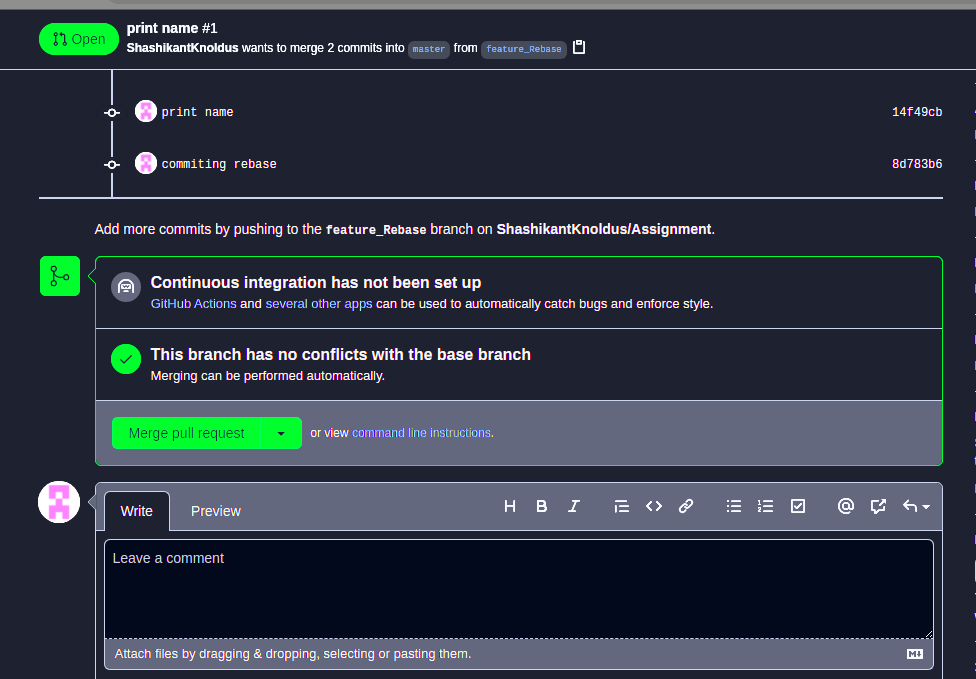 Open
print name #1
ShashikantKnoldus wants to merge 2 commits into master from feature_Rebase
print name 14f49cb
commiting rebase 8d783b6
Add more commits by pushing to the feature_Rebase branch on ShashikantKnoldus/Assignment.
Continuous integration has not been set up
GitHub Actions and several other apps can be used to automatically catch bugs and enforce style.
This branch has no conflicts with the base branch
Merging can be performed automatically.
Merge pull request or view command line instructions.
Write Preview
Leave a comment
Attach files by dragging & dropping, selecting or pasting them.